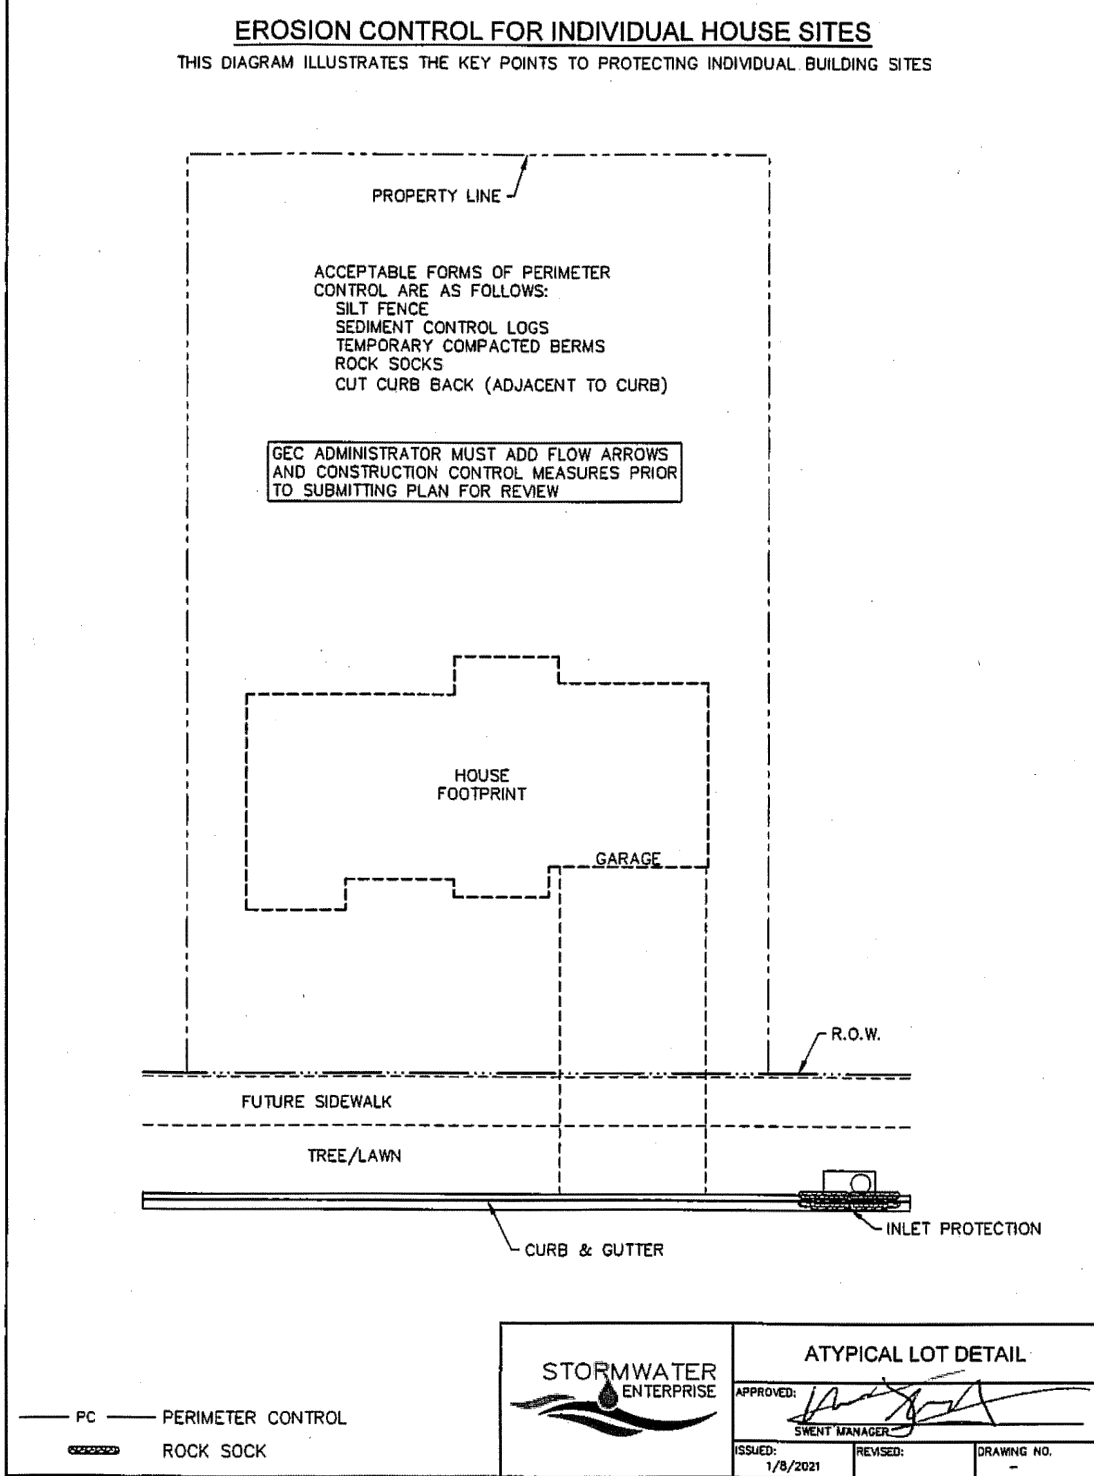 EROSION CONTROL FOR INDIVIDUAL HOUSE SITES
THIS DIAGRAM ILLUSTRATES THE KEY POINTS TO PROTECTING INDIVIDUAL BUILDING SITES
PROPERTY LINE
ACCEPTABLE FORMS OF PERIMETER
CONTROL ARE AS FOLLOWS:
SILT FENCE
SEDIMENT CONTROL LOGS
TEMPORARY COMPACTED BERMS
ROCK SOCKS
CUT CURB BACK (ADJACENT TO CURB)
GEC ADMINISTRATOR MUST ADD FLOW ARROWS
AND CONSTRUCTION CONTROL MEASURES PRIOR
TO SUBMITTING PLAN FOR REVIEW
HOUSE
FOOTPRINT
GARAGE
R.O.W.
FUTURE SIDEWALK
TREE/LAWN
INLET PROTECTION
CURB & GUTTER
PC PERIMETER CONTROL
ROCK SOCK
STORMWATER
ENTERPRISE
ATYPICAL LOT DETAIL
APPROVED:
SWENT MANAGER
ISSUED:
1/8/2021
REVISED:
DRAWING NO.
–